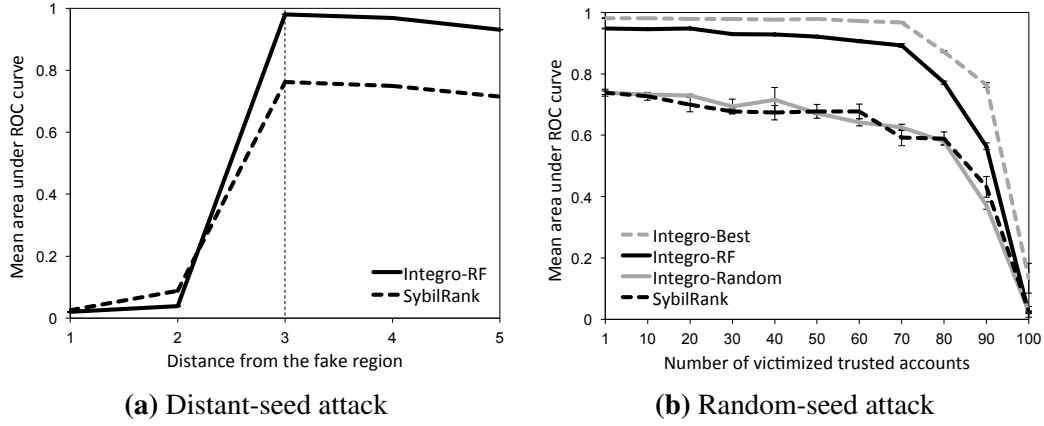 Mean area under ROC curve
1
0.8
0.6
0.4
0.2
0
1 2 3 4 5
Distance from the fake region
Integro-RF
SybilRank
(a) Distant-seed attack
Mean area under ROC curve
1
0.8
0.6
0.4
0.2
0
1 10 20 30 40 50 60 70 80 90 100
Number of victimized trusted accounts
Integro-Best
Integro-RF
Integro-Random
SybilRank
(b) Random-seed attack